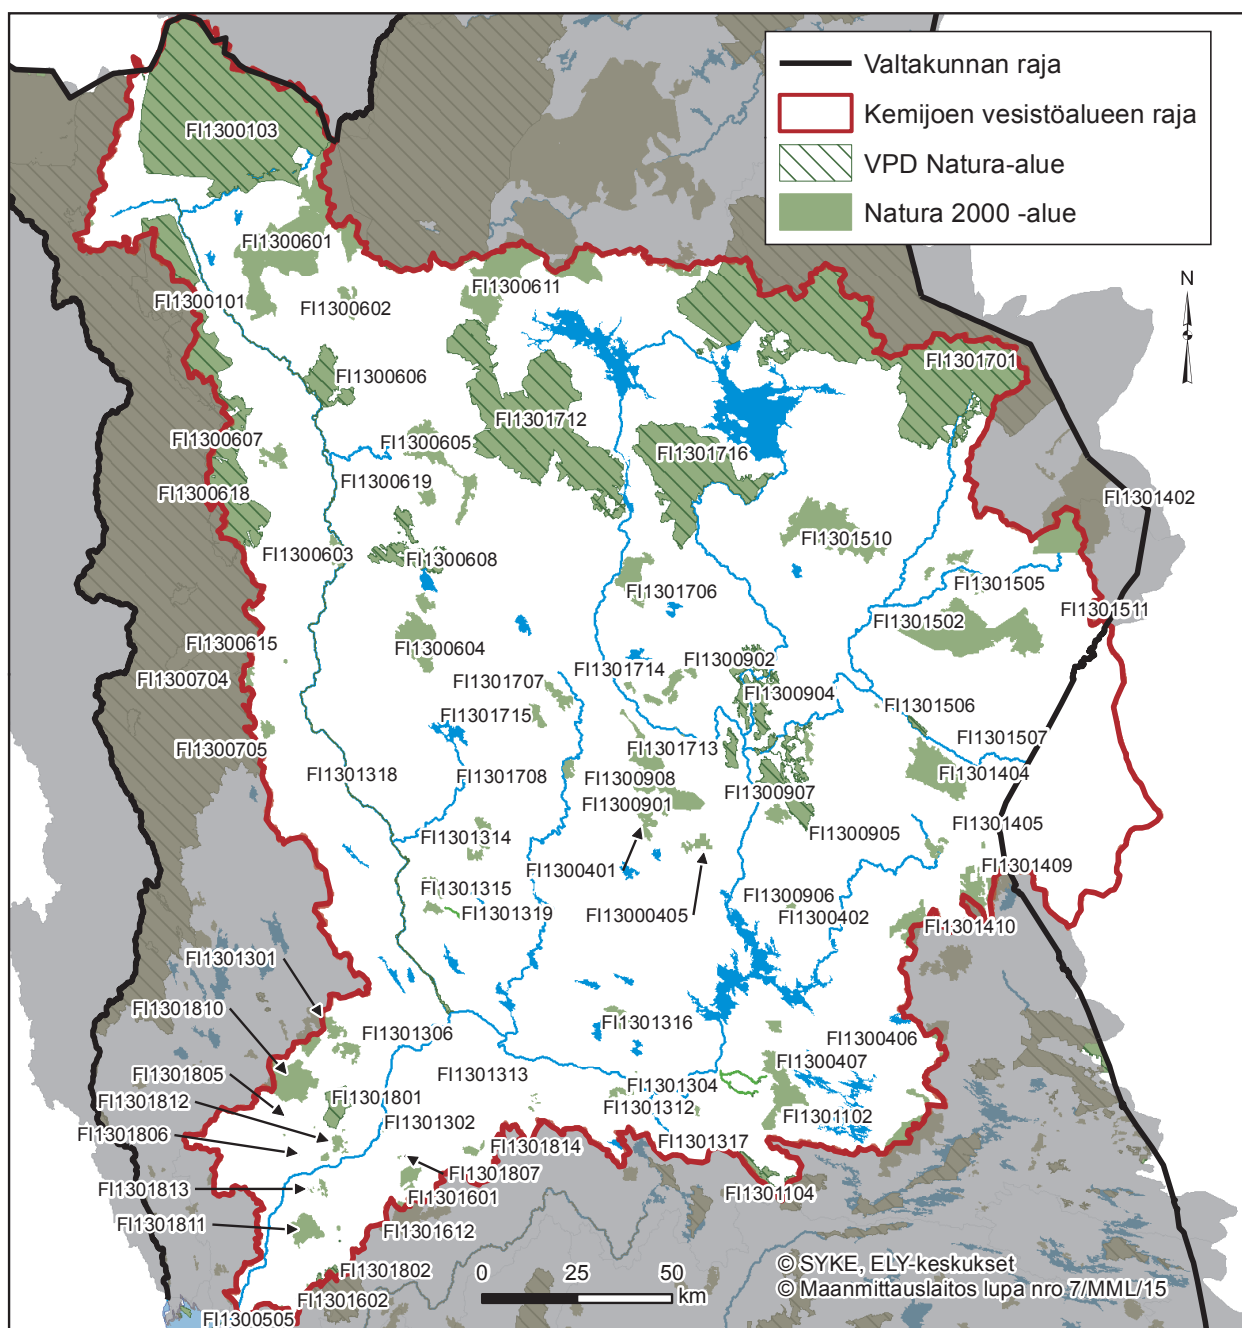 Valtakunnan raja
Kemijoen vesistöalueen raja
VPD Natura-alue
Natura 2000 -alue
N
FI1300103
FI1300601
FI1300101
FI1300602
FI1300611
FI1301701
FI1300606
FI1301712
FI1300607
FI1300605
FI1301716
FI1300619
FI1300618
FI1301402
FI1300603
FI1300608
FI1301510
FI1301505
FI1301706
FI1301511
FI1301502
FI1300615
FI1300604
FI1300704
FI1301707
FI1301714
FI1300902
FI1300904
FI1301715
FI1301506
FI1300705
FI1301713
FI1301507
FI1301318
FI1301708
FI1300908
FI1301404
FI1300901
FI1300907
FI1301314
FI1300905
FI1301405
FI1300401
FI1301409
FI1301315
FI1300906
FI1301319
FI13000405
FI1300402
FI1301410
FI1301301
FI1301810
FI1301306
FI1301316
FI1300406
FI1301805
FI1301313
FI1301304
FI1300407
FI1301812
FI1301801
FI1301312
FI1301302
FI1301102
FI1301806
FI1301814
FI1301317
FI1301807
FI1301813
FI1301601
FI1301104
FI1301811
FI1301612
FI1301802
FI1301602
FI1300505
0 25 50
km
© SYKE, ELY-keskukset
© Maanmittauslaitos lupa nro 7/MML/15